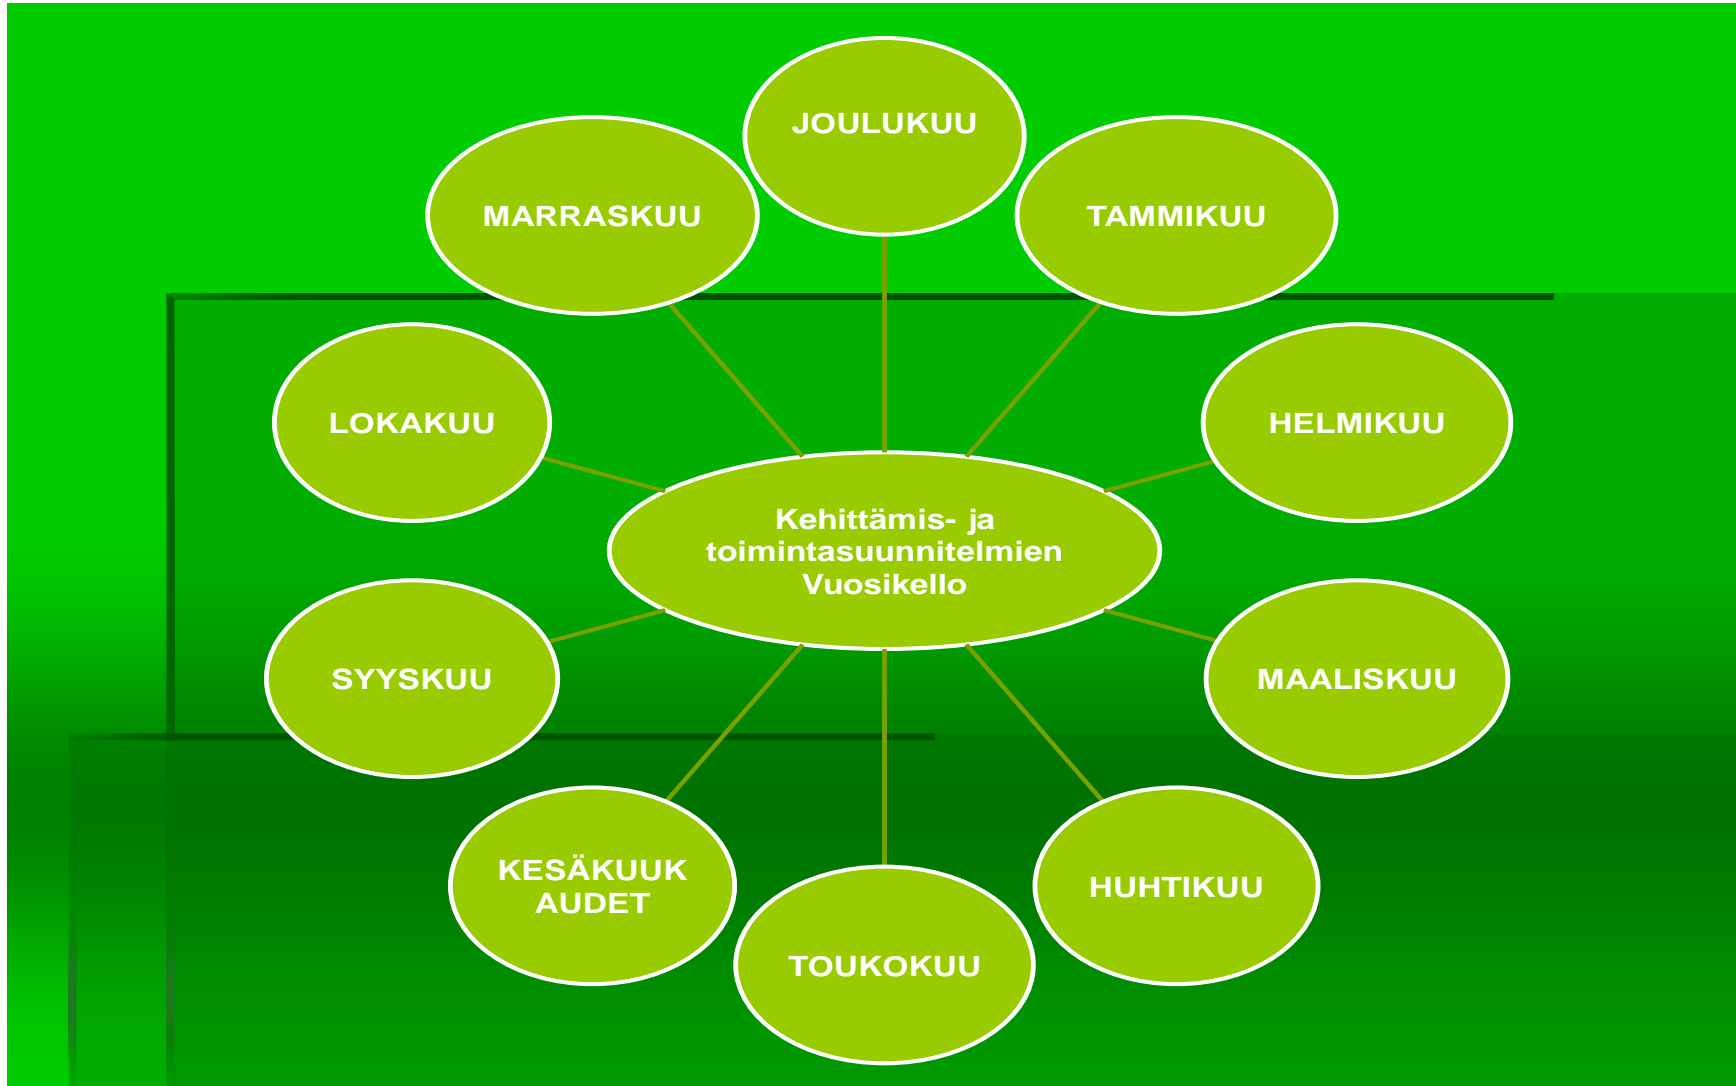 JOULUKUU
MARRASKUU
TAMMIKUU
LOKAKUU
HELMIKUU
Kehittämis- ja
toimintasuunnitelmien
Vuosikello
SYYSKUU
MAALISKUU
KESÄKUUK
AUDET
HUHTIKUU
TOUKOKUU